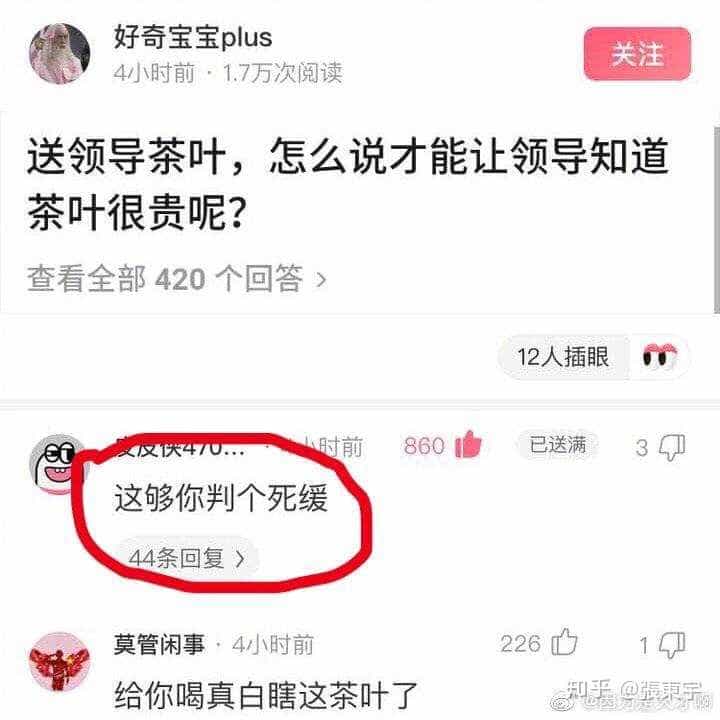 好奇宝宝plus
4小时前 · 1.7万次阅读
关注
送领导茶叶，怎么说才能让领导知道
茶叶很贵呢？
查看全部 420 个回答 >
12人插眼
皮皮侠470... · 4小时前
860
已送满
3
这够你判个死缓
44条回复 >
莫管闲事 · 4小时前
226
1
给你喝真白瞎这茶叶了
知乎 @張東宇